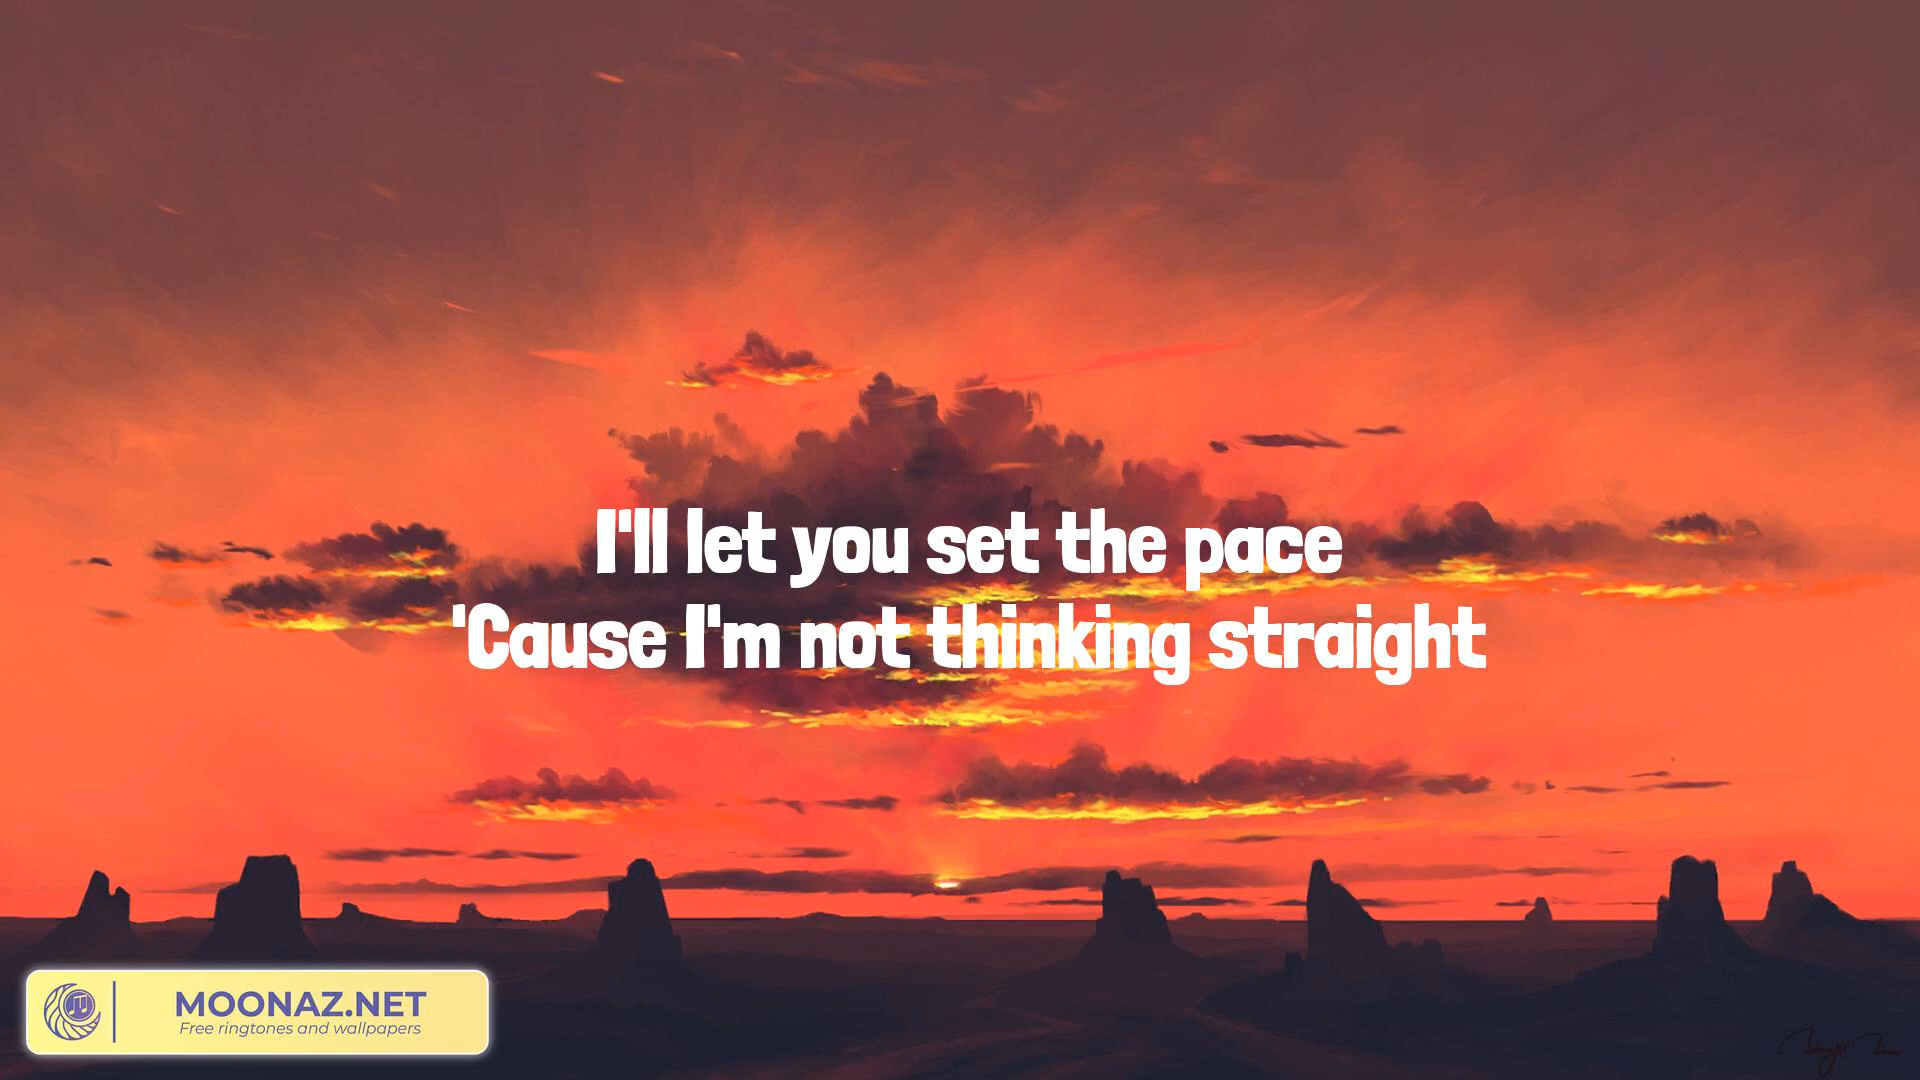 I'll let you set the pace
'Cause I'm not thinking straight
MOONAZ.NET
Free ringtones and wallpapers